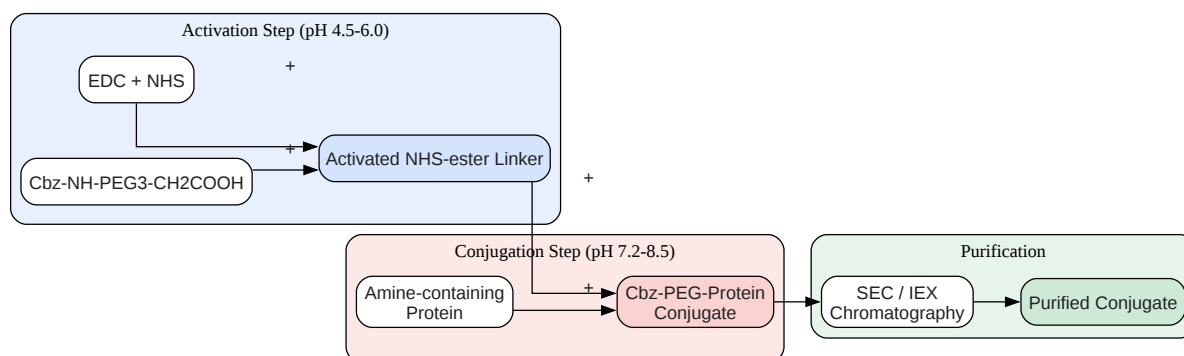 Activation Step (pH 4.5-6.0)
+
EDC + NHS
+
Activated NHS-ester Linker
Cbz-NH-PEG3-CH2COOH
+
Conjugation Step (pH 7.2-8.5)
Amine-containing
Protein
+
Cbz-PEG-Protein
Conjugate
Purification
SEC / IEX
Chromatography
Purified Conjugate